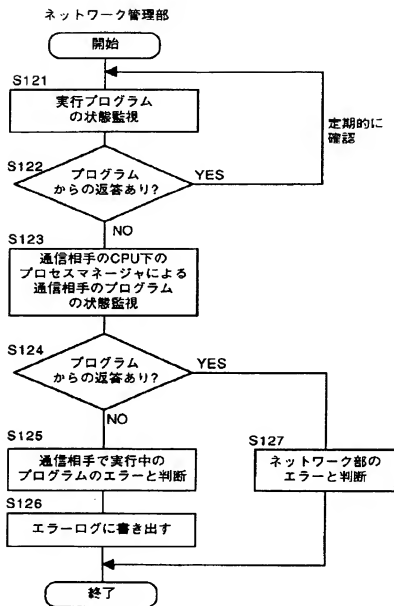 ネットワーク管理部
開始
S121
実行プログラム
の状態監視
定期的に
確認
S122
プログラム
からの返答あり?
YES
NO
S123
通信相手のCPU下の
プロセスマネージャによる
通信相手のプログラム
の状態監視
S124
プログラム
からの返答あり?
YES
NO
S125
通信相手で実行中の
プログラムのエラーと判断
S127
ネットワーク部の
エラーと判断
S126
エラーログに書き出す
終了